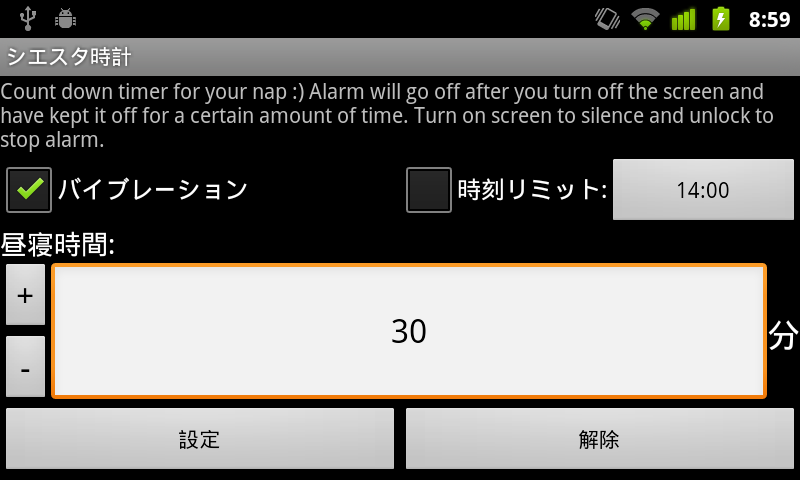 8:59
シエスタ時計
Count down timer for your nap :) Alarm will go off after you turn off the screen and
have kept it off for a certain amount of time. Turn on screen to silence and unlock to
stop alarm.
バイブレーション 時刻リミット: 14:00
昼寝時間:
+
30
分
-
設定 解除